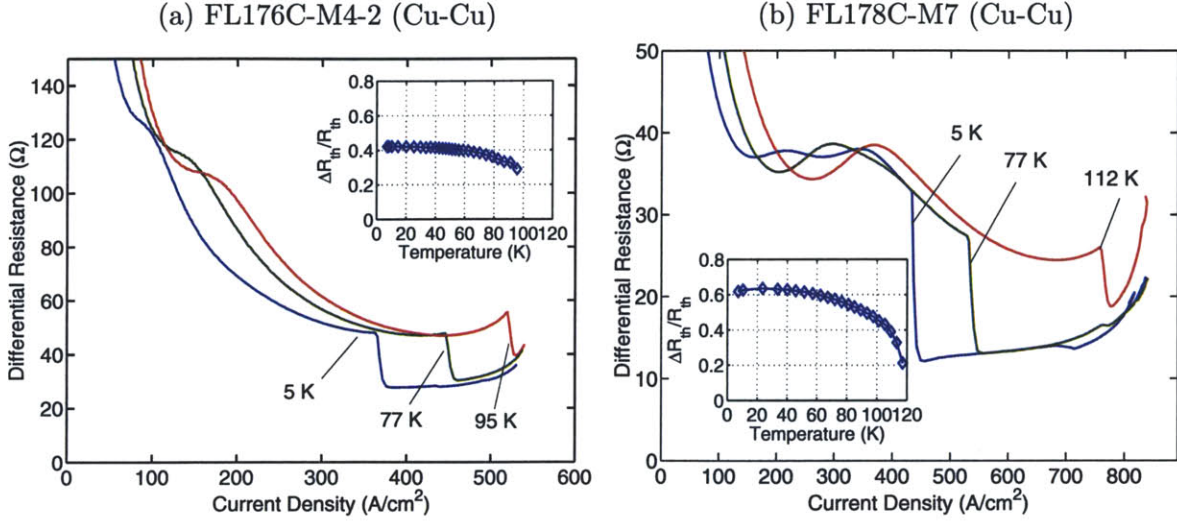 (a) FL176C-M4-2 (Cu-Cu)
Differential Resistance (Ω)
140
120
100
80
60
40
20
0
0 100 200 300 400 500 600
Current Density (A/cm²)
5 K
77 K
95 K
ΔRth/Rth
0.8
0.6
0.4
0.2
0
0 20 40 60 80 100 120
Temperature (K)
(b) FL178C-M7 (Cu-Cu)
Differential Resistance (Ω)
50
40
30
20
10
0
0 100 200 300 400 500 600 700 800
Current Density (A/cm²)
5 K
77 K
112 K
ΔRth/Rth
0.8
0.6
0.4
0.2
0
0 20 40 60 80 100 120
Temperature (K)